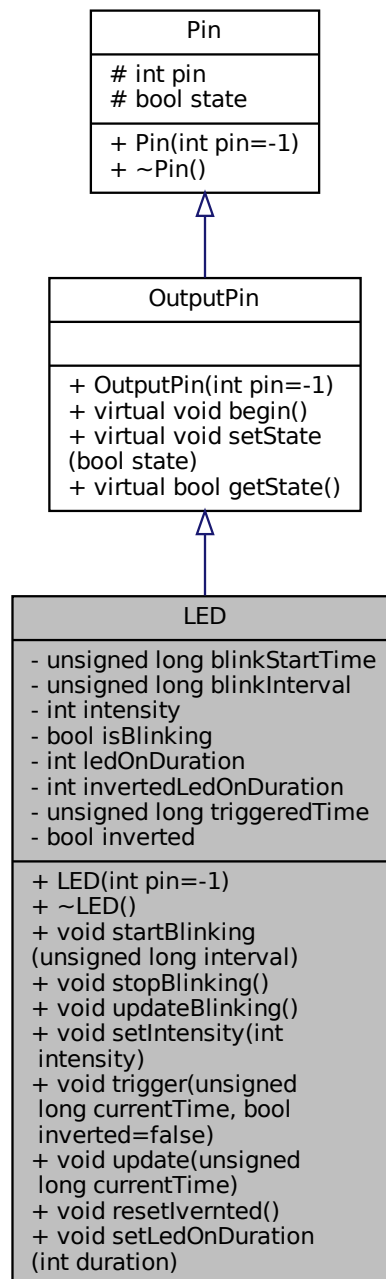 Pin
# int pin
# bool state
+ Pin(int pin=-1)
+ ~Pin()
OutputPin
+ OutputPin(int pin=-1)
+ virtual void begin()
+ virtual void setState
(bool state)
+ virtual bool getState()
LED
- unsigned long blinkStartTime
- unsigned long blinkInterval
- int intensity
- bool isBlinking
- int ledOnDuration
- int invertedLedOnDuration
- unsigned long triggeredTime
- bool inverted
+ LED(int pin=-1)
+ ~LED()
+ void startBlinking
(unsigned long interval)
+ void stopBlinking()
+ void updateBlinking()
+ void setIntensity(int
intensity)
+ void trigger(unsigned
long currentTime, bool
inverted=false)
+ void update(unsigned
long currentTime)
+ void resetIvernted()
+ void setLedOnDuration
(int duration)